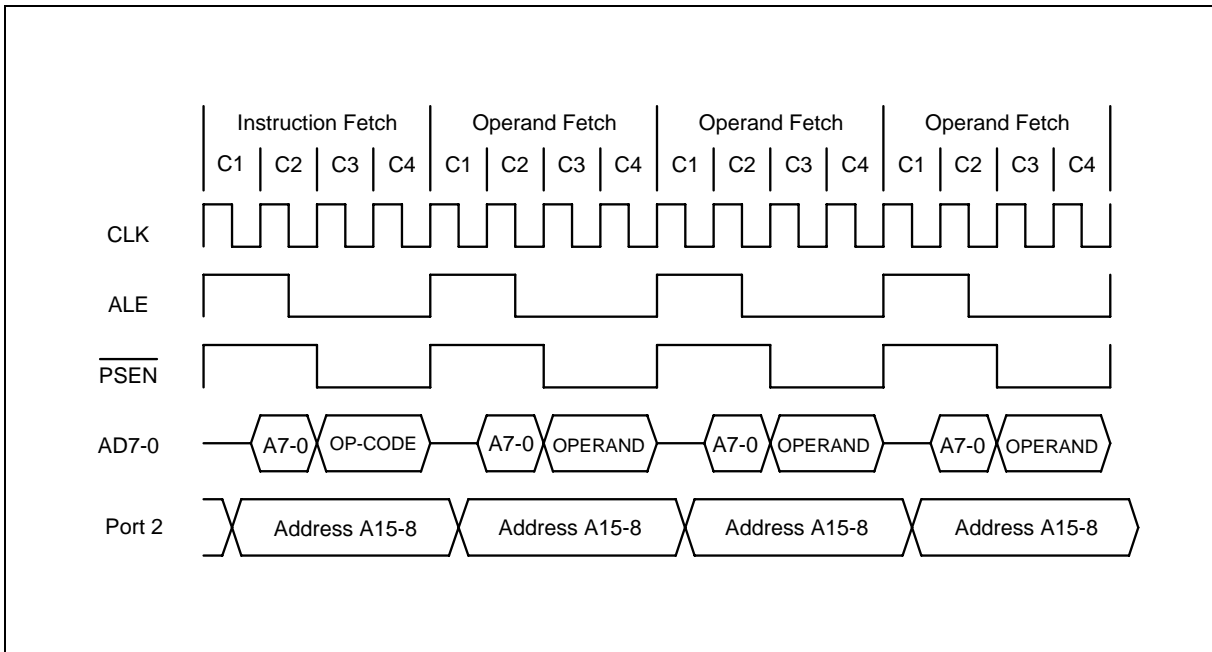 Instruction Fetch Operand Fetch Operand Fetch Operand Fetch
C1 C2 C3 C4 C1 C2 C3 C4 C1 C2 C3 C4 C1 C2 C3 C4
CLK
ALE
PSEN
AD7-0 A7-0 OP-CODE A7-0 OPERAND A7-0 OPERAND A7-0 OPERAND
Port 2 Address A15-8 Address A15-8 Address A15-8 Address A15-8